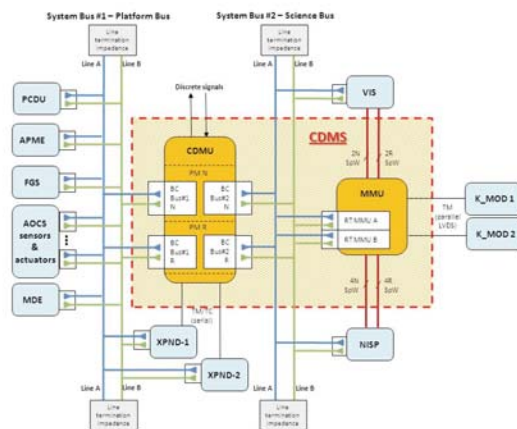 System Bus #1 – Platform Bus
System Bus #2 – Science Bus
Line
termination
impedance
Line
termination
impedance
Line A
Line B
Line A
Line B
PCDU
APME
FGS
AOCS
sensors
&
actuators
MDE
Discrete signals
CDMS
CDMU
PM N
BC
Bus#1
N
BC
Bus#2
N
PM R
BC
Bus#1
R
BC
Bus#2
R
VIS
2N
SpW
2R
SpW
MMU
RT MMU A
RT MMU B
TM
(parallel
LVDS)
K_MOD 1
K_MOD 2
4N
SpW
4R
SpW
NISP
TM/TC
(serial)
XPND-1
XPND-2
Line A
Line B
Line A
Line B
Line
termination
impedance
Line
termination
impedance